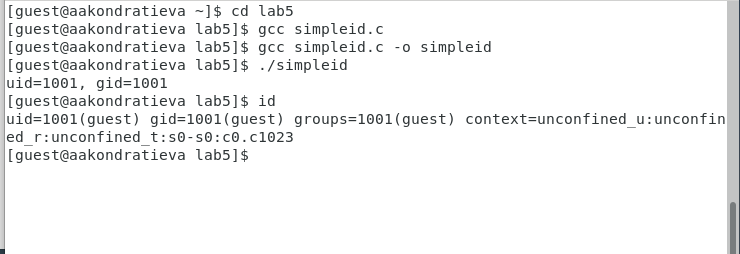 [guest@aakondratieva ~]$ cd lab5
[guest@aakondratieva lab5]$ gcc simpleid.c
[guest@aakondratieva lab5]$ gcc simpleid.c -o simpleid
[guest@aakondratieva lab5]$ ./simpleid
uid=1001, gid=1001
[guest@aakondratieva lab5]$ id
uid=1001(guest) gid=1001(guest) groups=1001(guest) context=unconfined_u:unconfin
ed_r:unconfined_t:s0-s0:c0.c1023
[guest@aakondratieva lab5]$